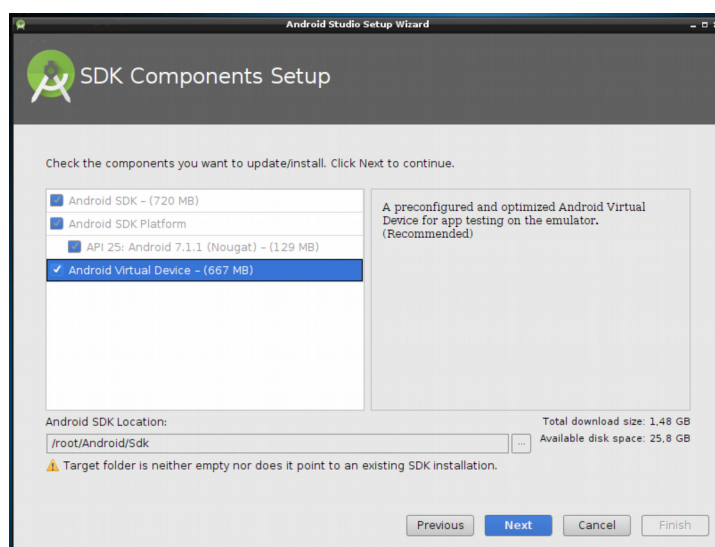 Android Studio Setup Wizard
SDK Components Setup
Check the components you want to update/install. Click Next to continue.
Android SDK – (720 MB)
Android SDK Platform
API 25: Android 7.1.1 (Nougat) – (129 MB)
Android Virtual Device – (667 MB)
A preconfigured and optimized Android Virtual
Device for app testing on the emulator.
(Recommended)
Android SDK Location:
Total download size: 1,48 GB
/root/Android/Sdk
...
Available disk space: 25,8 GB
Target folder is neither empty nor does it point to an existing SDK installation.
Previous
Next
Cancel
Finish